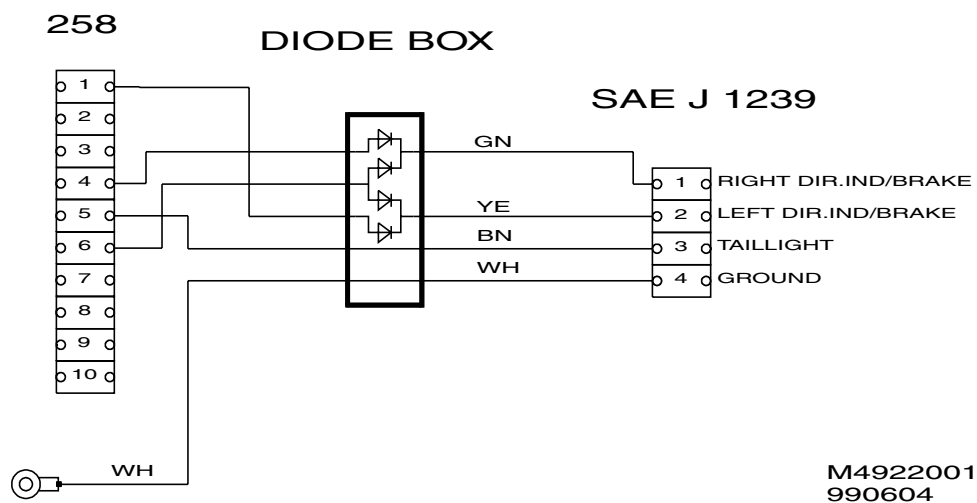 258
DIODE BOX
SAE J 1239
1
2
3
4
5
6
7
8
9
10
GN
YE
BN
WH
1 RIGHT DIR.IND/BRAKE
2 LEFT DIR.IND/BRAKE
3 TAILLIGHT
4 GROUND
WH
M4922001
990604